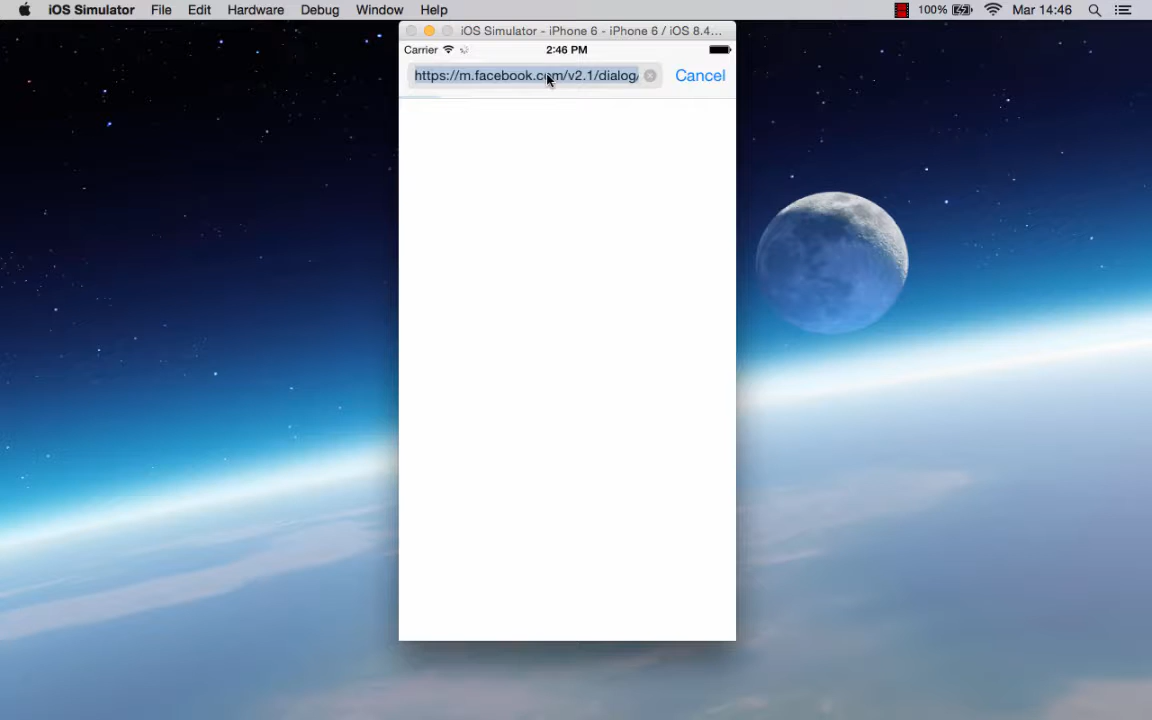 iOS Simulator File Edit Hardware Debug Window Help 100% Mar 14:46
iOS Simulator - iPhone 6 - iPhone 6 / iOS 8.4...
Carrier 2:46 PM
https://m.facebook.com/v2.1/dialog/ Cancel